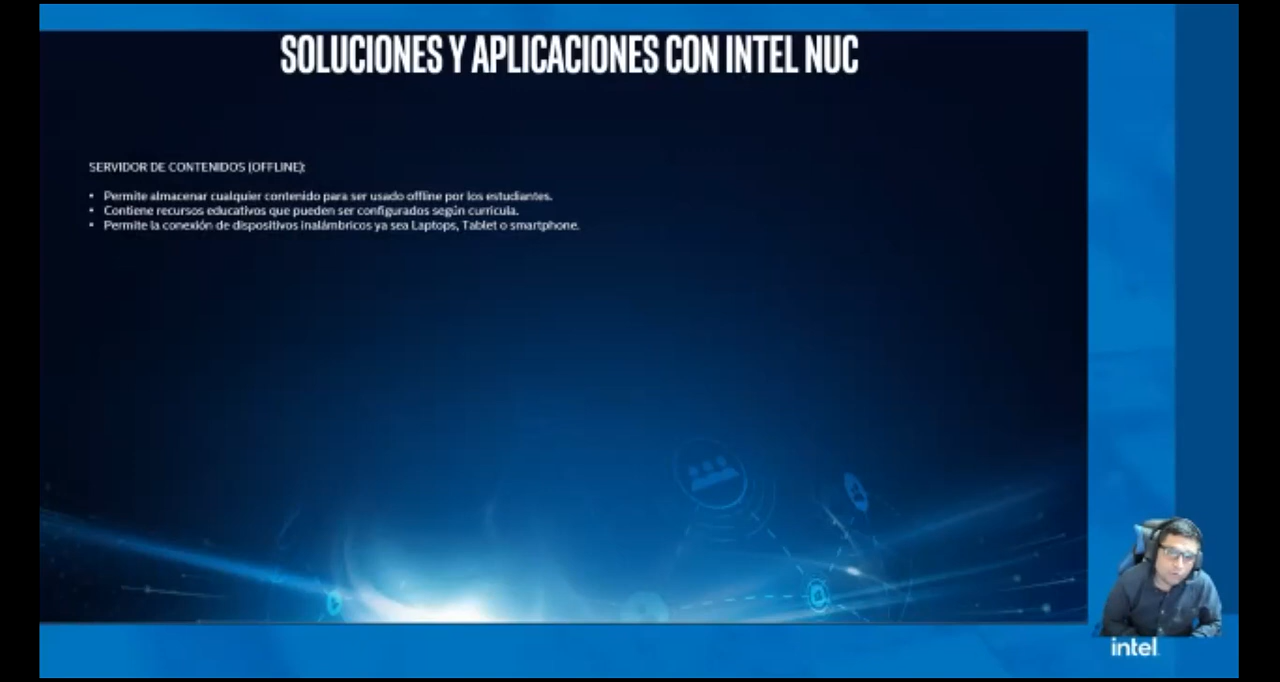 SOLUCIONES Y APLICACIONES CON INTEL NUC
SERVIDOR DE CONTENIDOS (OFFLINE):
• Permite almacenar cualquier contenido para ser usado offline por los estudiantes.
• Contiene recursos educativos que pueden ser configurados según curricula.
• Permite la conexión de dispositivos inalámbricos ya sea Laptops, Tablet o smartphone.
intel